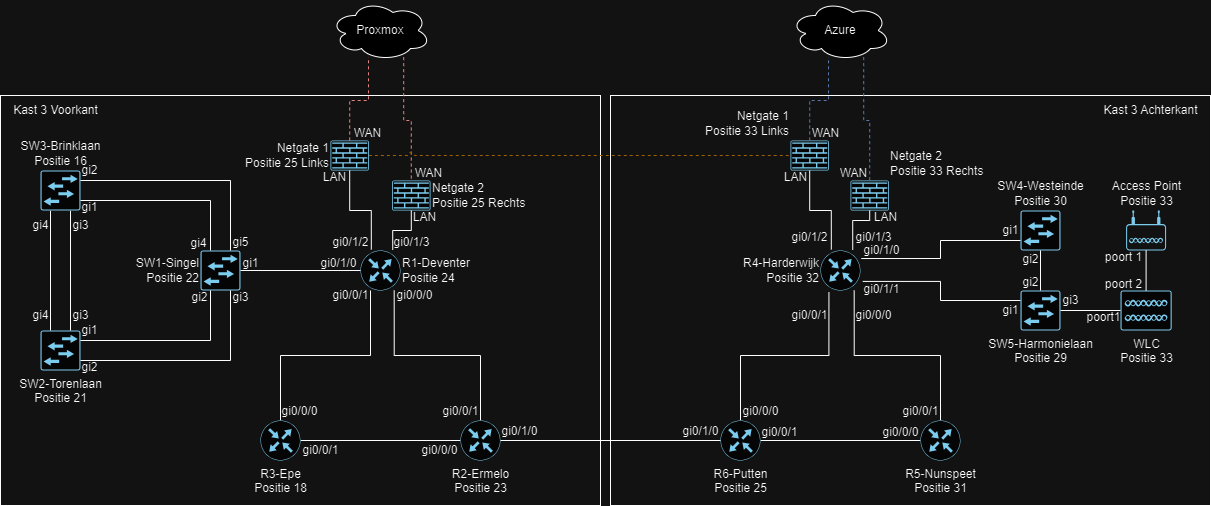 Proxmox
Azure
Kast 3 Voorkant
Kast 3 Achterkant
SW3-Brinklaan
Positie 16
gi2
gi1
gi4
gi3
Netgate 1
Positie 25 Links
WAN
LAN
WAN
Netgate 2
Positie 25 Rechts
LAN
gi4
gi5
SW1-Singel
Positie 22
gi1
gi2
gi3
gi0/1/2
gi0/1/3
gi0/1/0
R1-Deventer
Positie 24
gi0/0/1
gi0/0/0
gi4
gi3
gi1
gi2
SW2-Torenlaan
Positie 21
gi0/0/0
gi0/0/1
R3-Epe
Positie 18
gi0/0/1
gi0/1/0
gi0/0/0
R2-Ermelo
Positie 23
Netgate 1
Positie 33 Links
WAN
LAN
WAN
Netgate 2
Positie 33 Rechts
LAN
gi0/1/2
gi0/1/3
gi0/1/0
R4-Harderwijk
Positie 32
gi0/1/1
gi0/0/1
gi0/0/0
SW4-Westeinde
Positie 30
gi1
gi2
Access Point
Positie 33
poort 1
poort 2
gi2
gi3
gi1
poort1
SW5-Harmonielaan
Positie 29
WLC
Positie 33
gi0/0/0
gi0/1/0
gi0/0/1
R6-Putten
Positie 25
gi0/0/1
gi0/0/0
R5-Nunspeet
Positie 31